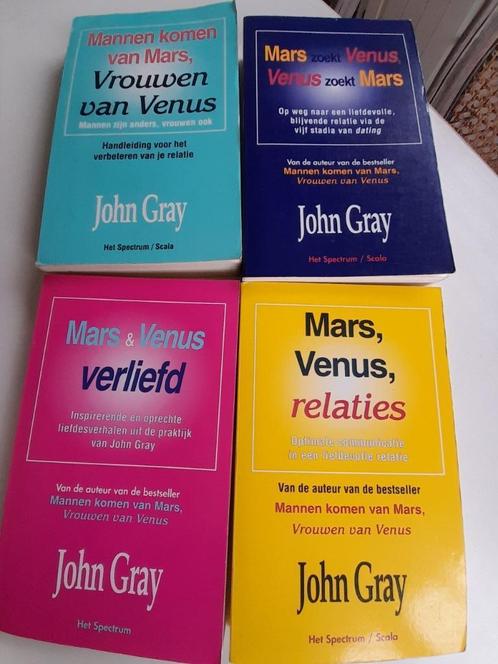 Mannen komen
van Mars,
Vrouwen
van Venus
Mannen zijn anders, vrouwen ook
Handleiding voor het
verbeteren van je relatie
John Gray
Het Spectrum / Scala
Mars zoekt Venus,
Venus zoekt Mars
Op weg naar een liefdevolle,
blijvende relatie via de
vijf stadia van dating
Van de auteur van de bestseller
Mannen komen van Mars,
Vrouwen van Venus
John Gray
Het Spectrum / Scala
Mars & Venus
verliefd
Inspirerende en oprechte
liefdesverhalen uit de praktijk
van John Gray
Van de auteur van de bestseller
Mannen komen van Mars,
Vrouwen van Venus
John Gray
Het Spectrum
Mars,
Venus,
relaties
Optimale communicatie
in een liefdevolle relatie
Van de auteur van de bestseller
Mannen komen van Mars,
Vrouwen van Venus
John Gray
Het Spectrum / Scala